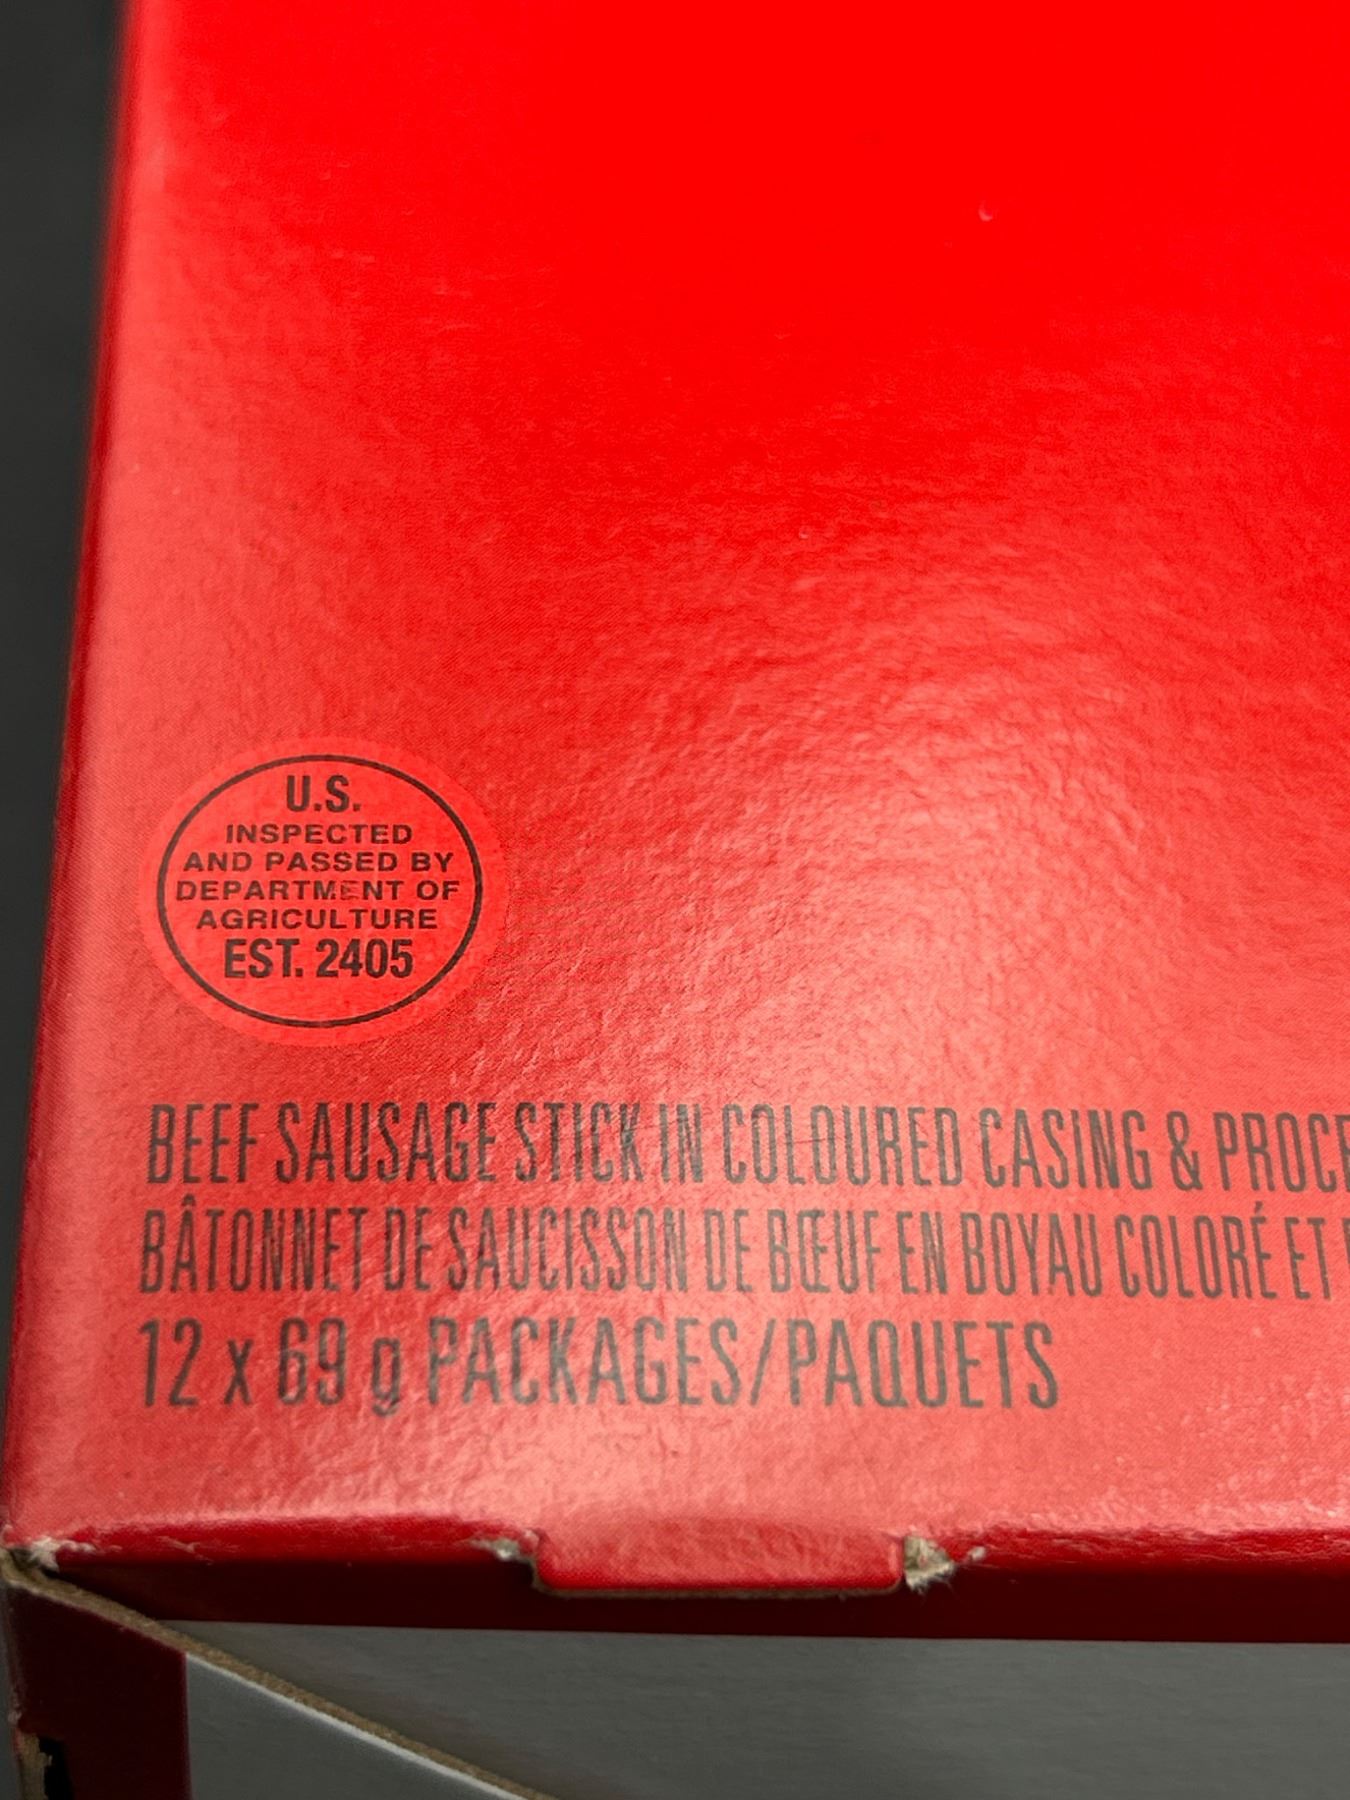 U.S.
INSPECTED
AND PASSED BY
DEPARTMENT OF
AGRICULTURE
EST. 2405
BEEF SAUSAGE STICK IN COLOURED CASING &
BÂTONNET DE SAUCISSON DE BŒUF EN BOYAU COLORÉ ET
12 x 69 g PACKAGES/PAQUETS